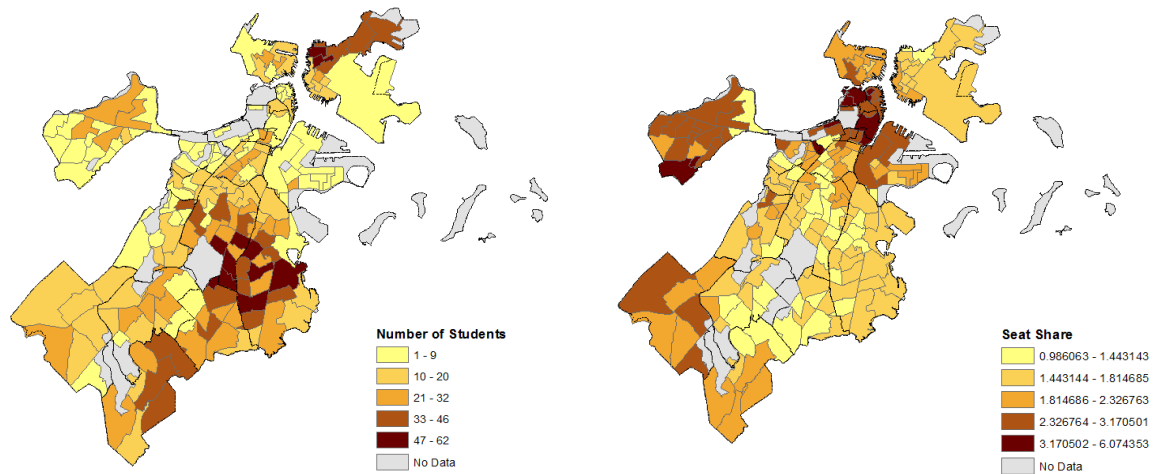 Number of Students
1 - 9
10 - 20
21 - 32
33 - 46
47 - 62
No Data
Seat Share
0.986063 - 1.443143
1.443144 - 1.814685
1.814686 - 2.326763
2.326764 - 3.170501
3.170502 - 6.074353
No Data